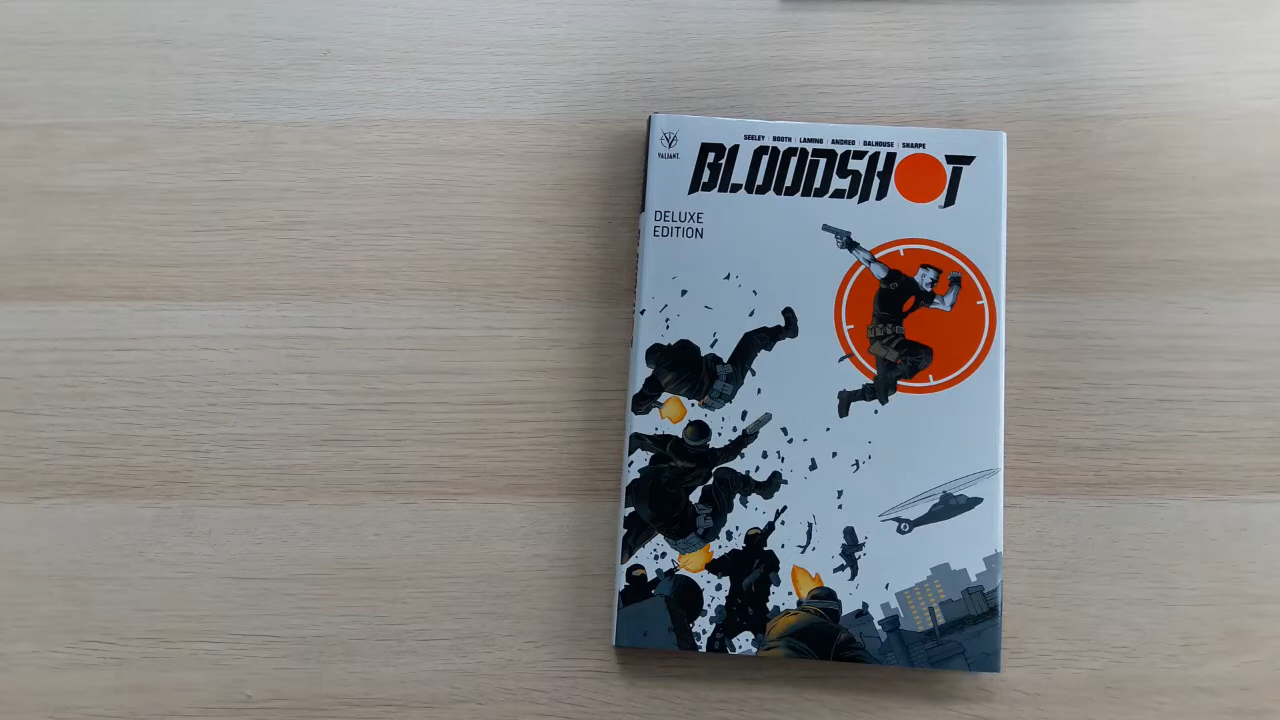 SEELEY | BOOTH | LAMING | ANDREO | DALHOUSE | SHARPE
VALIANT
BLOODSHOT
DELUXE
EDITION